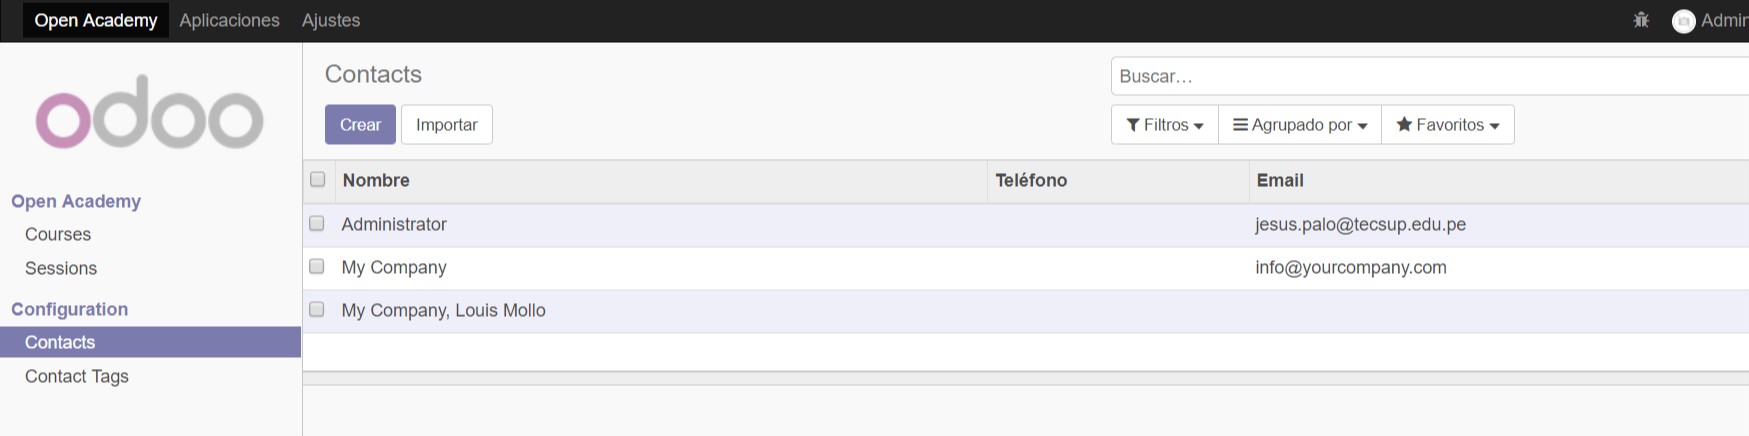 Open Academy Aplicaciones Ajustes Admin
odoo
Contacts
Buscar...
Crear Importar
Filtros Agrupado por Favoritos
Open Academy
Courses
Sessions
Configuration
Contacts
Contact Tags
Nombre Teléfono Email
Administrator jesus.palo@tecsup.edu.pe
My Company info@yourcompany.com
My Company, Louis Mollo